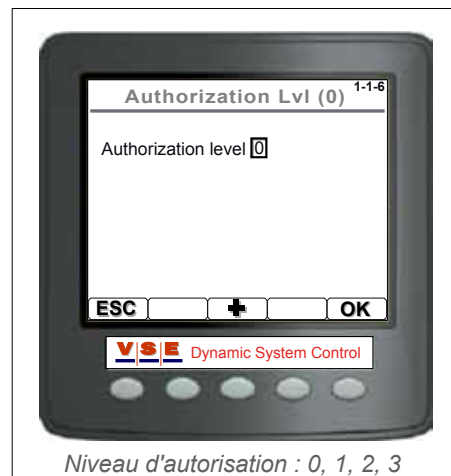 Authorization Lvl (0) 1-1-6
Authorization level 0
ESC + OK
VSE Dynamic System Control
Niveau d'autorisation : 0, 1, 2, 3